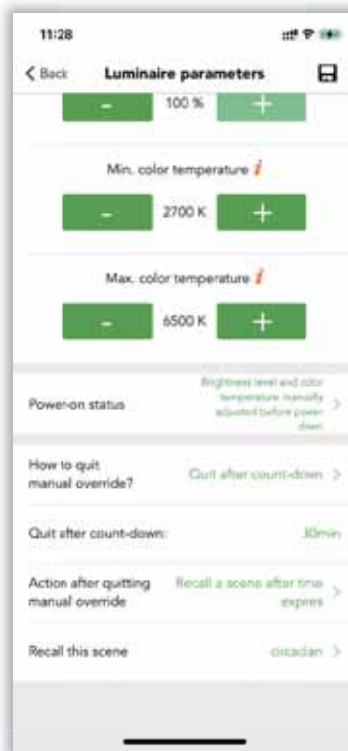 11:28
Back
Luminaire parameters
-
100 %
+
Min. color temperature i
-
2700 K
+
Max. color temperature i
-
6500 K
+
Brightness level and color
temperature manually
adjusted before power
down
Power-on status
How to quit
manual override?
Quit after count-down
Quit after count-down:
30min
Action after quitting
manual override
Recall a scene after time
expires
Recall this scene
circadian